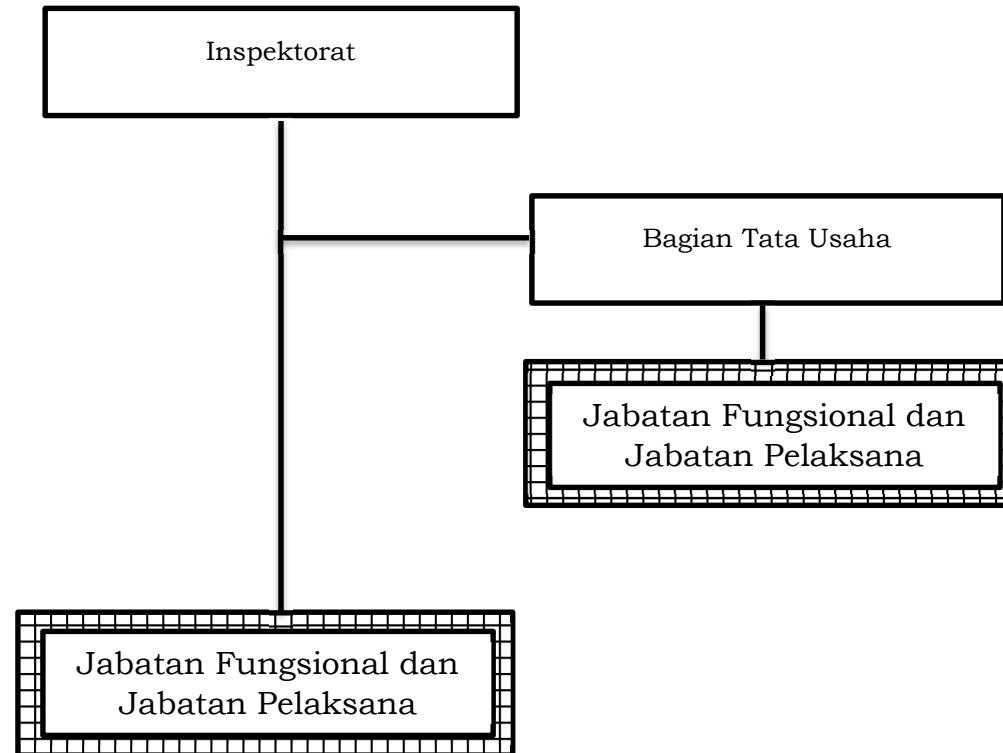 Inspektorat
Bagian Tata Usaha
Jabatan Fungsional dan
Jabatan Pelaksana
Jabatan Fungsional dan
Jabatan Pelaksana